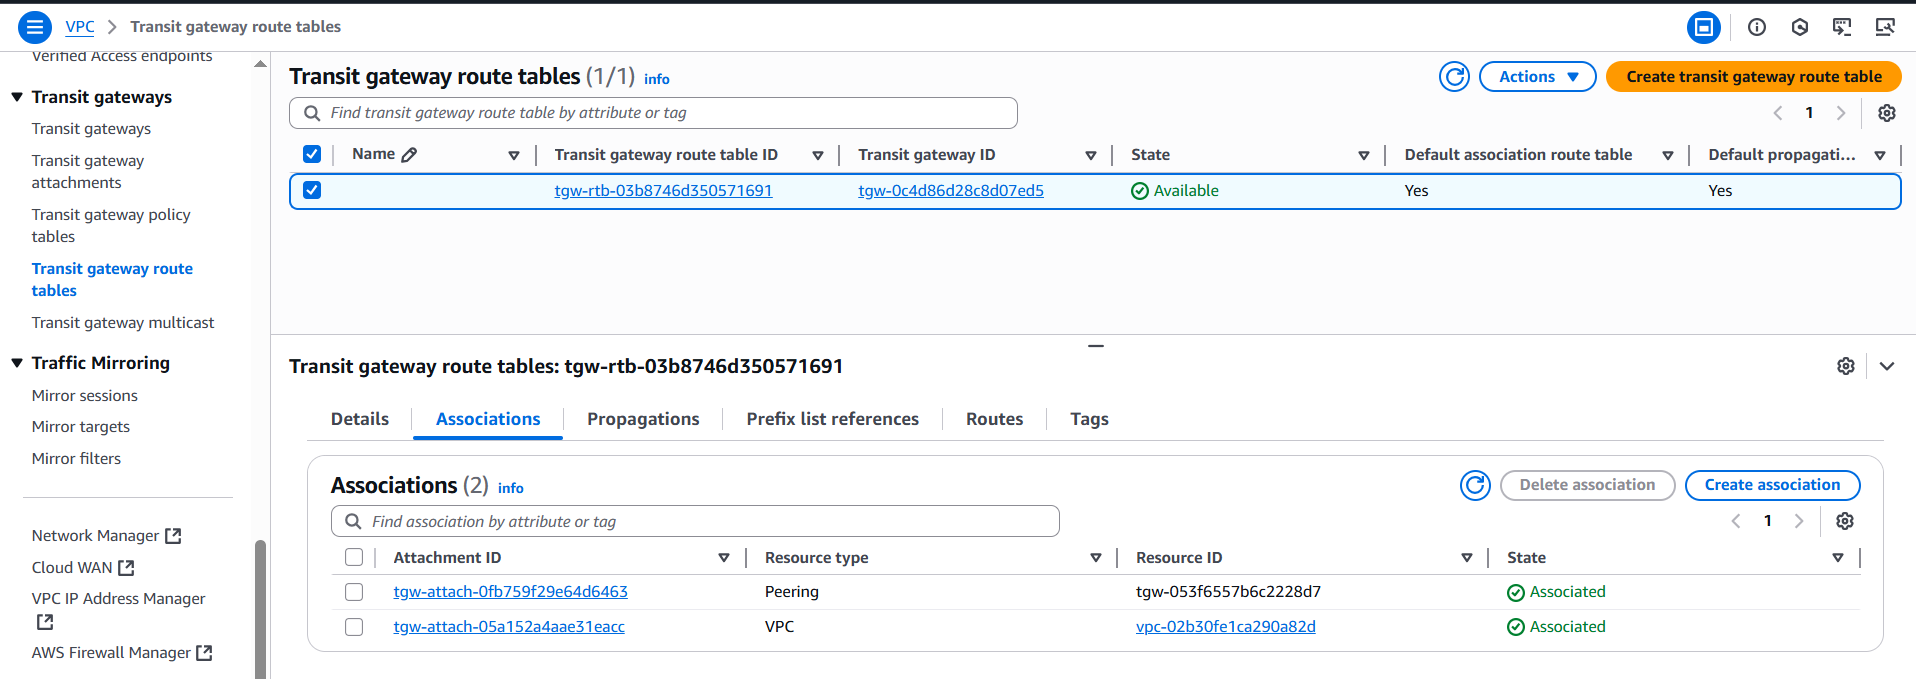 VPC > Transit gateway route tables
Verified Access endpoints
Transit gateways
Transit gateways
Transit gateway
attachments
Transit gateway policy
tables
Transit gateway route
tables
Transit gateway multicast
Traffic Mirroring
Mirror sessions
Mirror targets
Mirror filters
Network Manager
Cloud WAN
VPC IP Address Manager
AWS Firewall Manager
Transit gateway route tables (1/1) info
Actions
Create transit gateway route table
Find transit gateway route table by attribute or tag
1
Name Transit gateway route table ID Transit gateway ID State Default association route table Default propagati...
tgw-rtb-03b8746d350571691 tgw-0c4d86d28c8d07ed5 Available Yes Yes
Transit gateway route tables: tgw-rtb-03b8746d350571691
Details Associations Propagations Prefix list references Routes Tags
Associations (2) info
Delete association Create association
Find association by attribute or tag
1
Attachment ID Resource type Resource ID State
tgw-attach-0fb759f29e64d6463 Peering tgw-053f6557b6c2228d7 Associated
tgw-attach-05a152a4aae31eacc VPC vpc-02b30fe1ca290a82d Associated